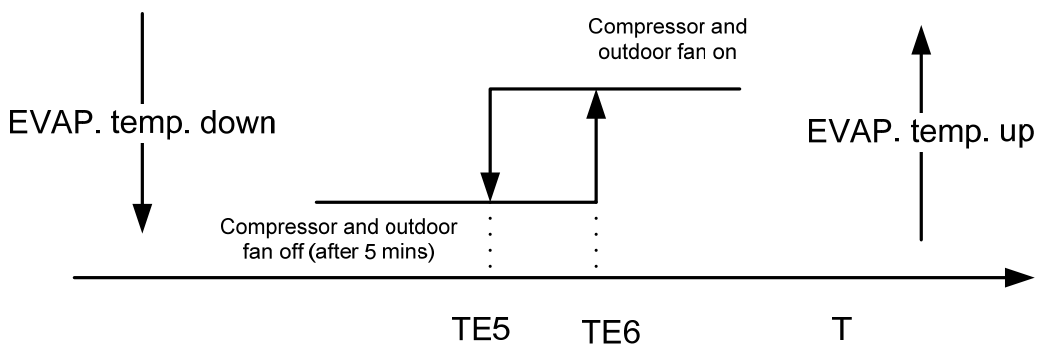 Compressor and
outdoor fan on
EVAP. temp. down
EVAP. temp. up
Compressor and outdoor
fan off (after 5 mins)
TE5
TE6
T